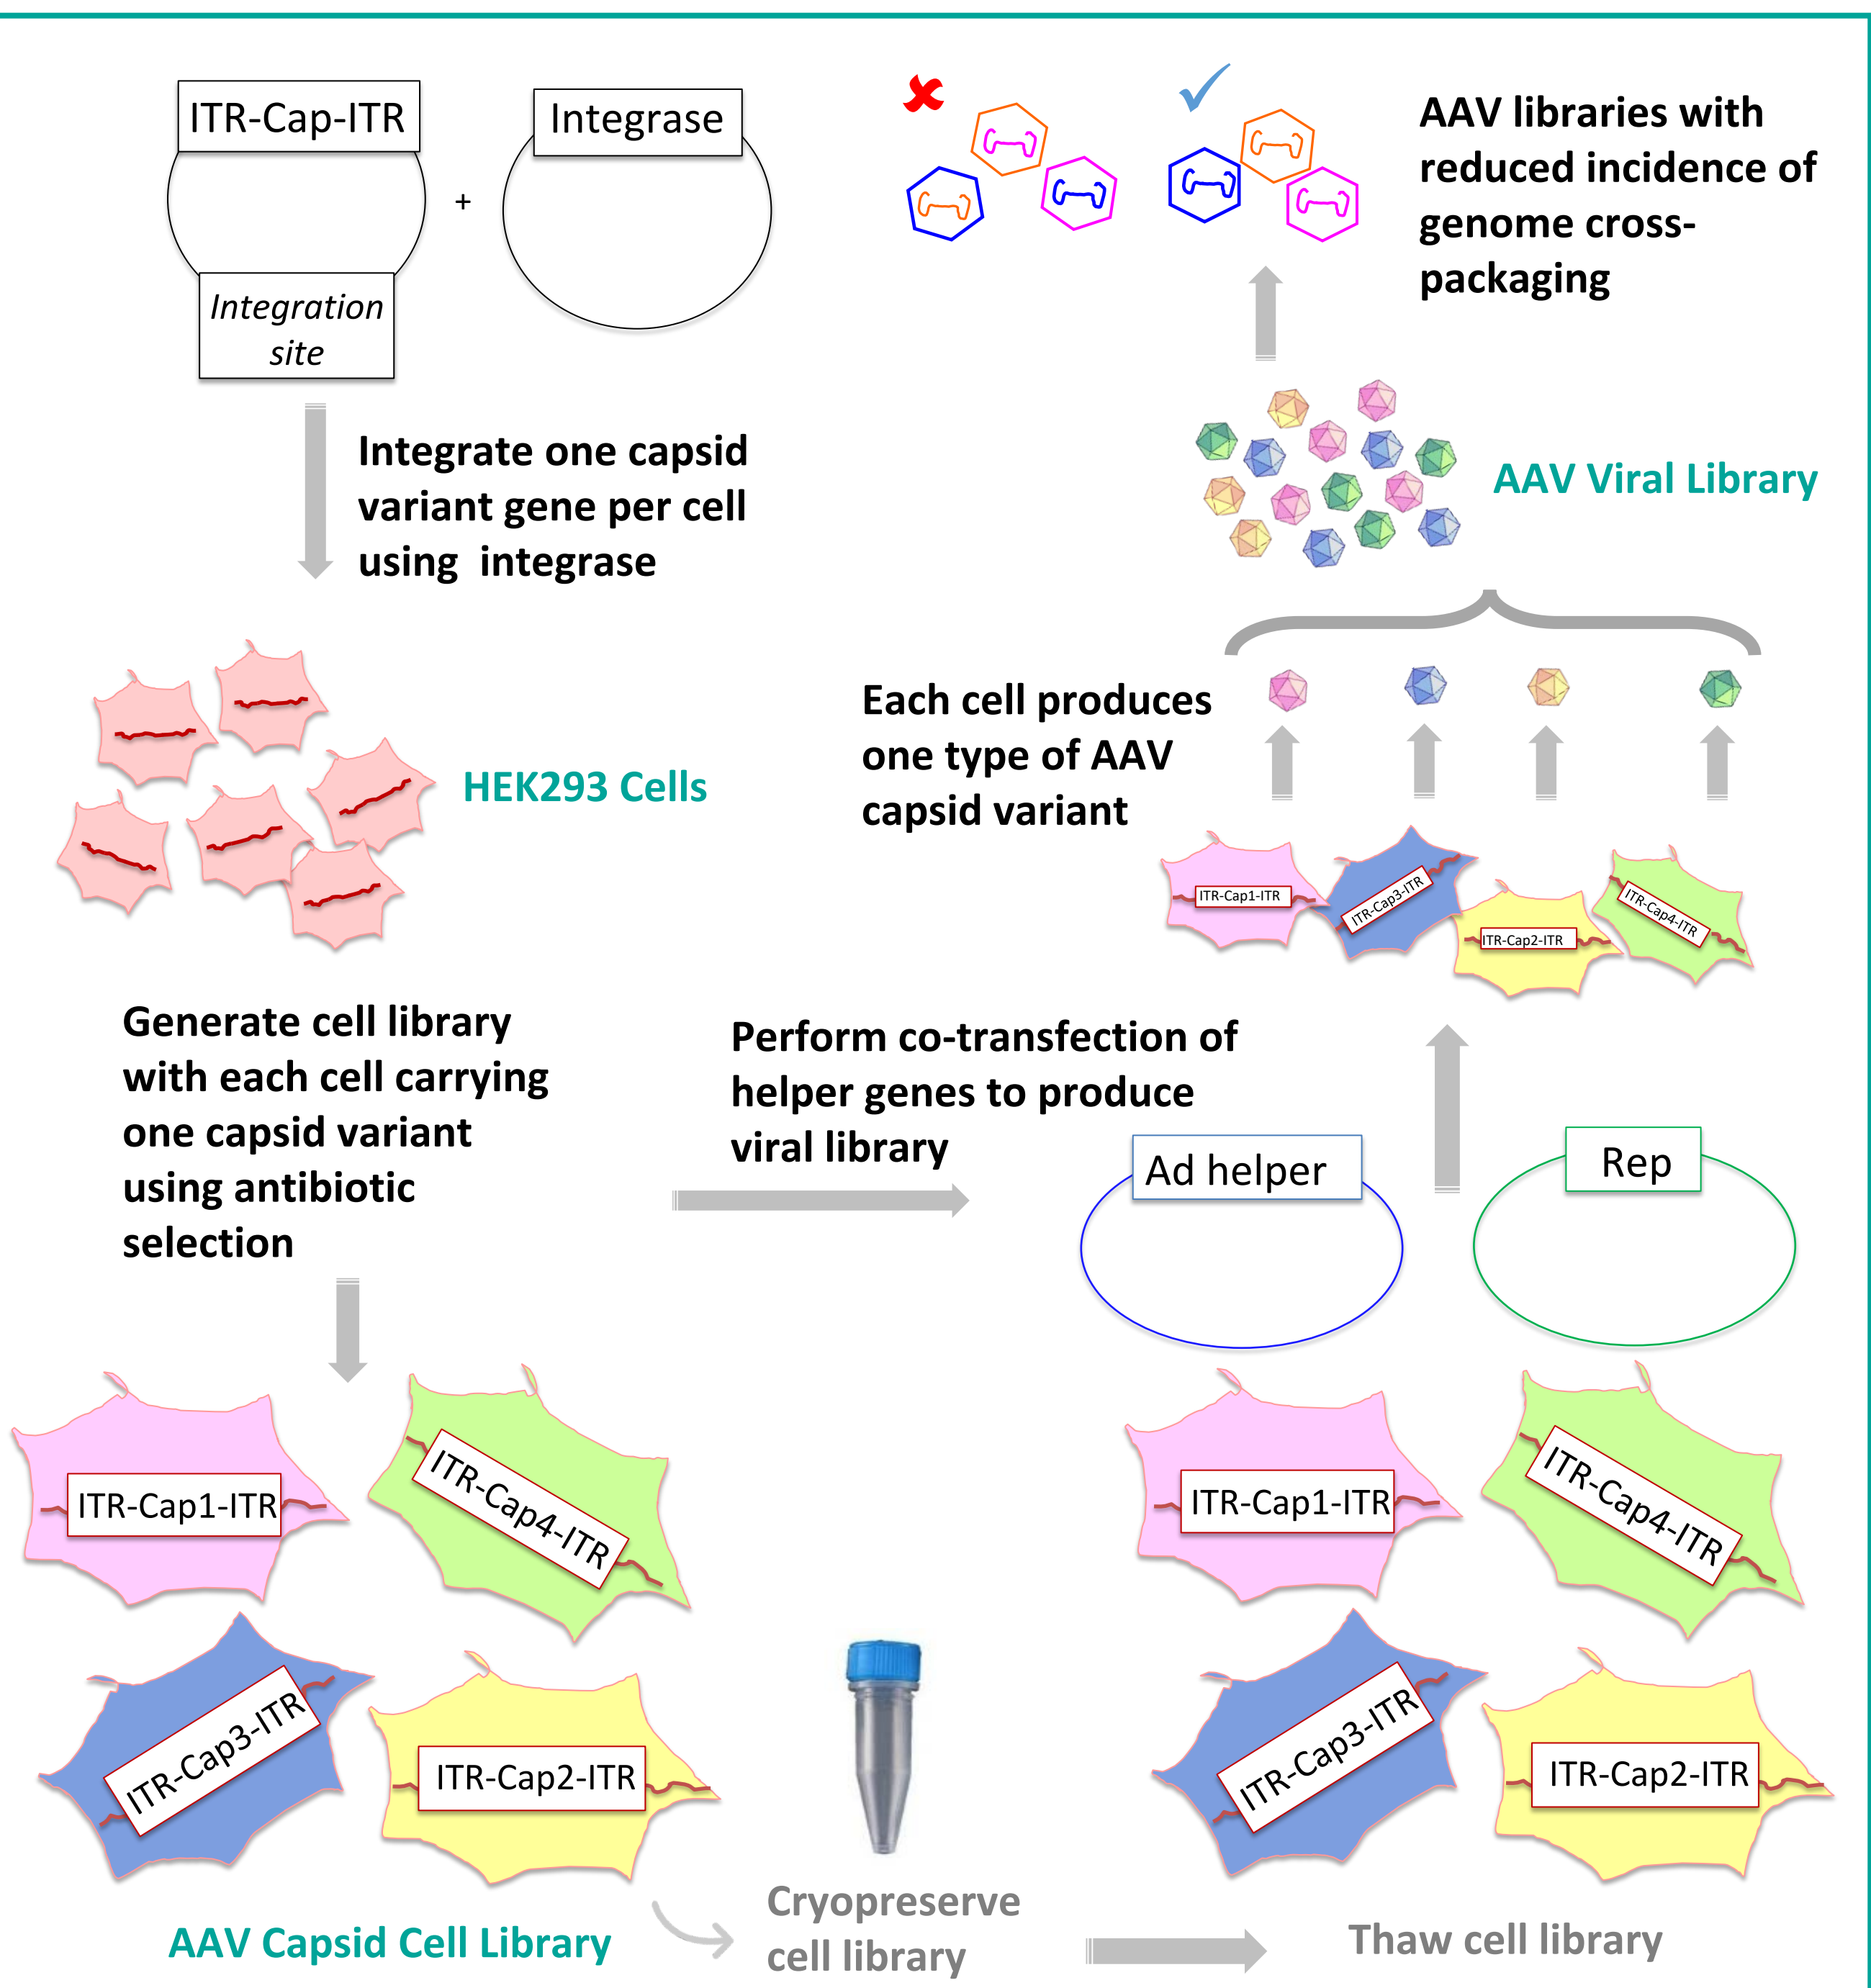 ITR-Cap-ITR
Integration
site
+
Integrase
Integrate one capsid
variant gene per cell
using  integrase
HEK293 Cells
Generate cell library
with each cell carrying
one capsid variant
using antibiotic
selection
ITR-Cap1-ITR
ITR-Cap4-ITR
ITR-Cap3-ITR
ITR-Cap2-ITR
AAV Capsid Cell Library
Cryopreserve
cell library
Thaw cell library
ITR-Cap1-ITR
ITR-Cap4-ITR
ITR-Cap3-ITR
ITR-Cap2-ITR
Perform co-transfection of
helper genes to produce
viral library
Ad helper
Rep
ITR-Cap1-ITR
ITR-Cap3-ITR
ITR-Cap2-ITR
ITR-Cap4-ITR
Each cell produces
one type of AAV
capsid variant
AAV Viral Library
AAV libraries with
reduced incidence of
genome cross-
packaging